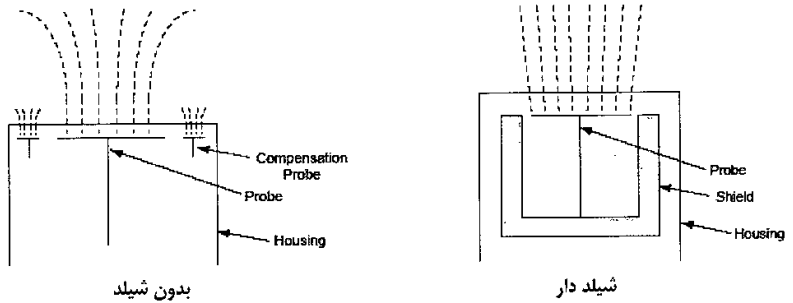 Compensation
Probe
Probe
Housing
بدون شیلد
Probe
Shield
Housing
شیلد دار